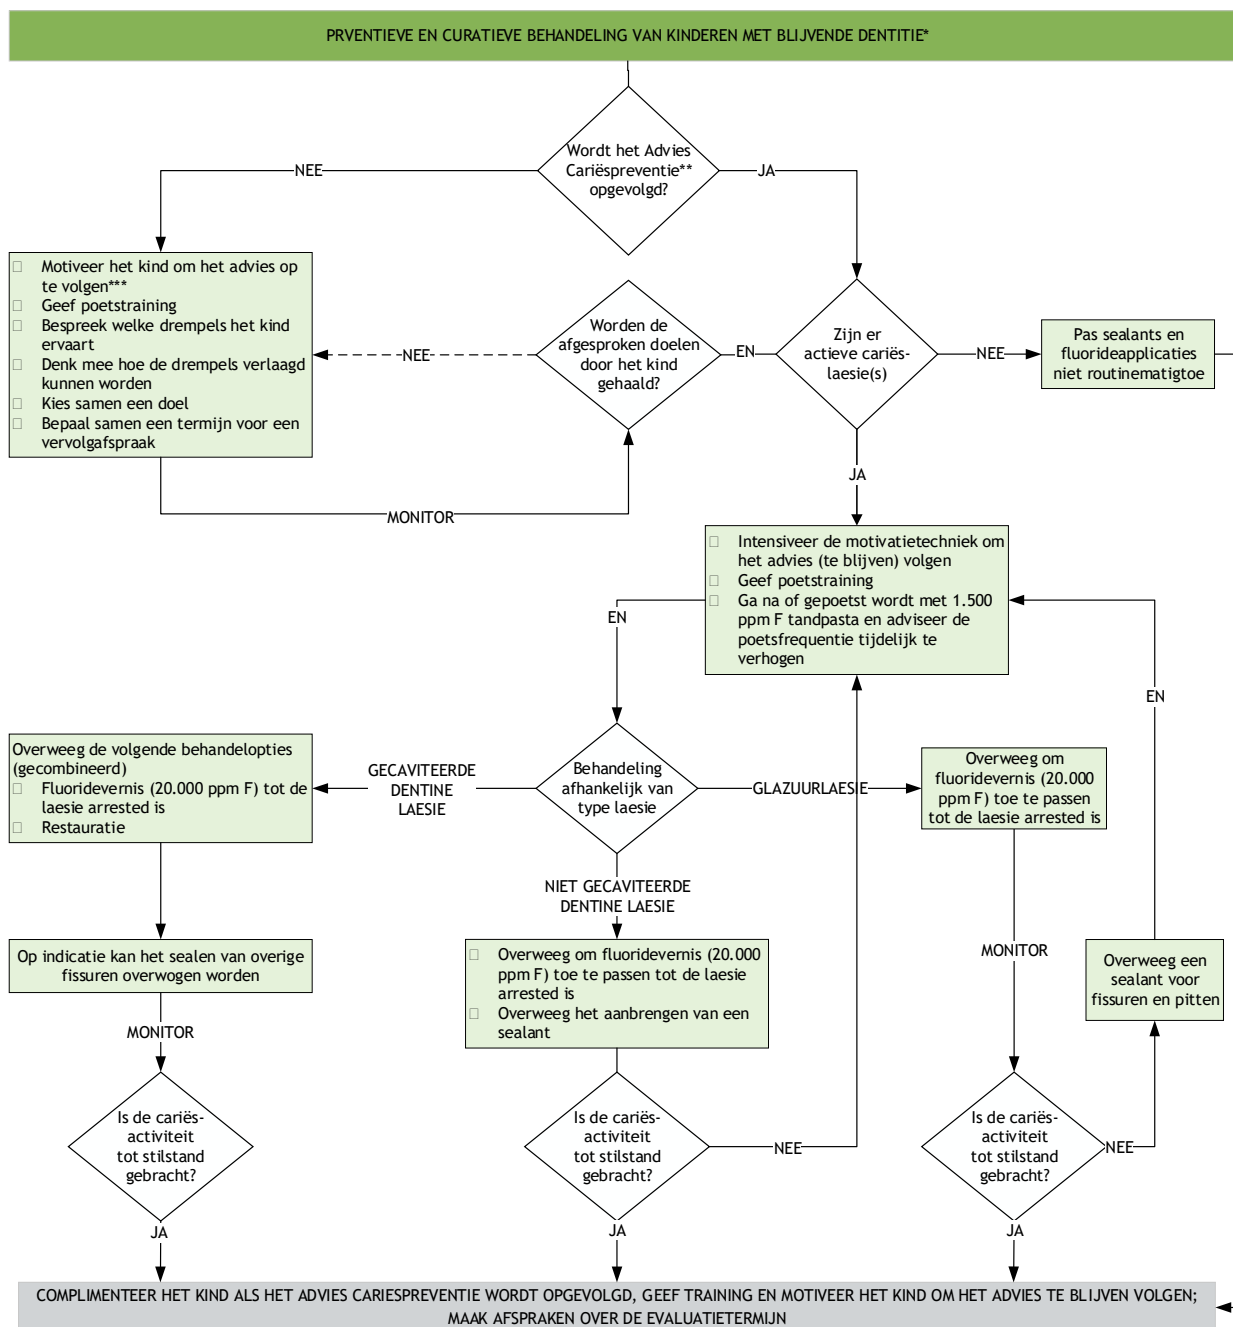 PRVENTIEVE EN CURATIEVE BEHANDELING VAN KINDEREN MET BLIJVENDE DENTITIE*
Wordt het Advies
Cariëspreventie**
opgevolgd?
NEE
JA
Motiveer het kind om het advies op
te volgen***
Geef poetstraining
Bespreek welke drempels het kind
ervaart
Denk mee hoe de drempels verlaagd
kunnen worden
Kies samen een doel
Bepaal samen een termijn voor een
vervolgafspraak
NEE
Worden de
afgesproken doelen
door het kind
gehaald?
EN
Zijn er
actieve cariës-
laesie(s)
NEE
Pas sealants en
fluorideapplicaties
niet routinematigtoe
MONITOR
JA
Intensiveer de motivatietechniek om
het advies (te blijven) volgen
Geef poetstraining
Ga na of gepoetst wordt met 1.500
ppm F tandpasta en adviseer de
poetsfrequentie tijdelijk te
verhogen
EN
EN
Overweeg de volgende behandelopties
(gecombineerd)
Fluoridevernis (20.000 ppm F) tot de
laesie arrested is
Restauratie
GECAVITEERDE
DENTINE
LAESIE
Behandeling
afhankelijk van
type laesie
GLAZUURLAESIE
Overweeg om
fluoridevernis (20.000
ppm F) toe te passen
tot de laesie arrested is
NIET GECAVITEERDE
DENTINE LAESIE
Op indicatie kan het sealen van overige
fissuren overwogen worden
Overweeg om fluoridevernis (20.000
ppm F) toe te passen tot de laesie
arrested is
Overweeg het aanbrengen van een
sealant
MONITOR
Overweeg een
sealant voor
fissuren en pitten
MONITOR
Is de cariës-
activiteit
tot stilstand
gebracht?
Is de cariës-
activiteit
tot stilstand
gebracht?
NEE
Is de cariës-
activiteit
tot stilstand
gebracht?
NEE
JA
JA
JA
COMPLIMENTEER HET KIND ALS HET ADVIES CARIESPREVENTIE WORDT OPGEVOLGD, GEEF TRAINING EN MOTIVEER HET KIND OM HET ADVIES TE BLIJVEN VOLGEN;
MAAK AFSPRAKEN OVER DE EVALUATIETERMIJN